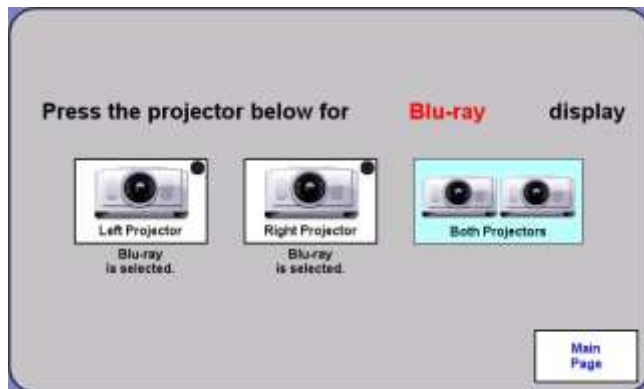 Press the projector below for Blu-ray display
Left Projector
Right Projector
Both Projectors
Blu-ray
is selected.
Blu-ray
is selected.
Main
Page